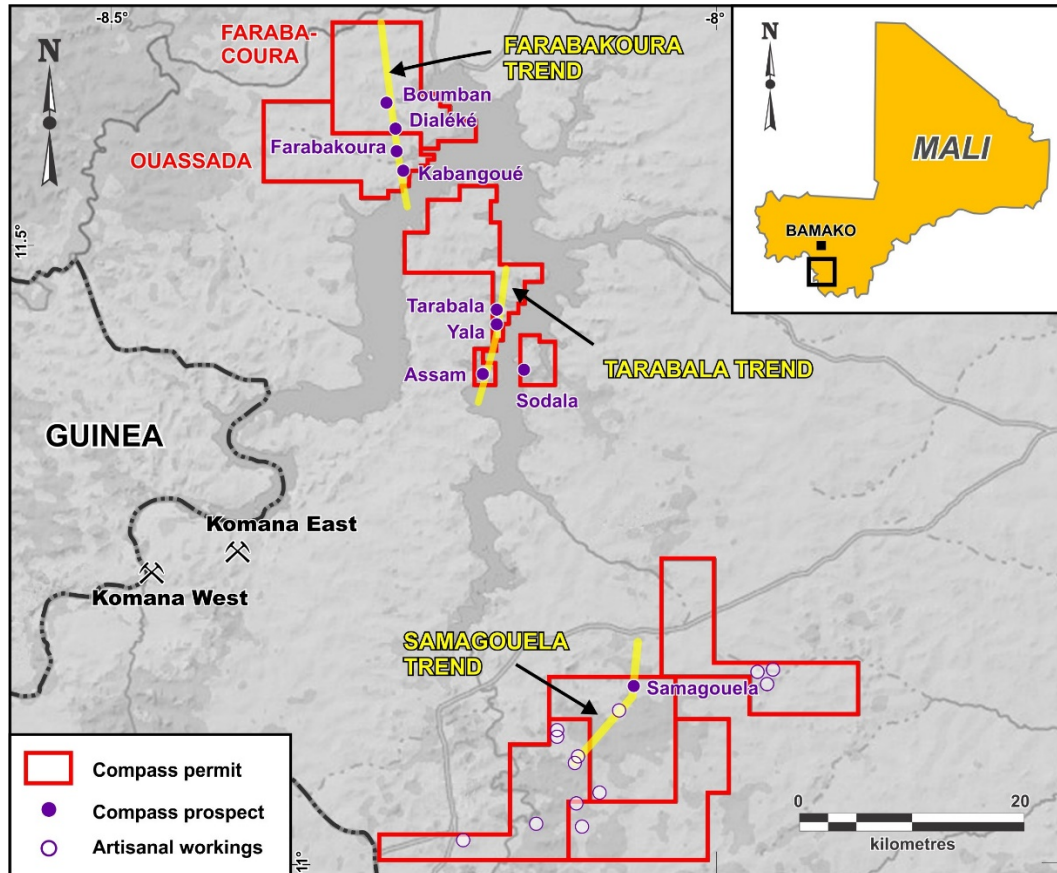 -8.5
-8
N
FARABA-
COURA
FARABAKOURA
TREND
Boumban
Dialéké
Farabakoura
OUASSADA
Kabangoué
11.5
Tarabala
Yala
Assam
Sodala
TARABALA TREND
GUINEA
Komana East
Komana West
SAMAGOUELA
TREND
Samagouela
N
MALI
BAMAKO
Compass permit
Compass prospect
Artisanal workings
11
0 20
kilometres